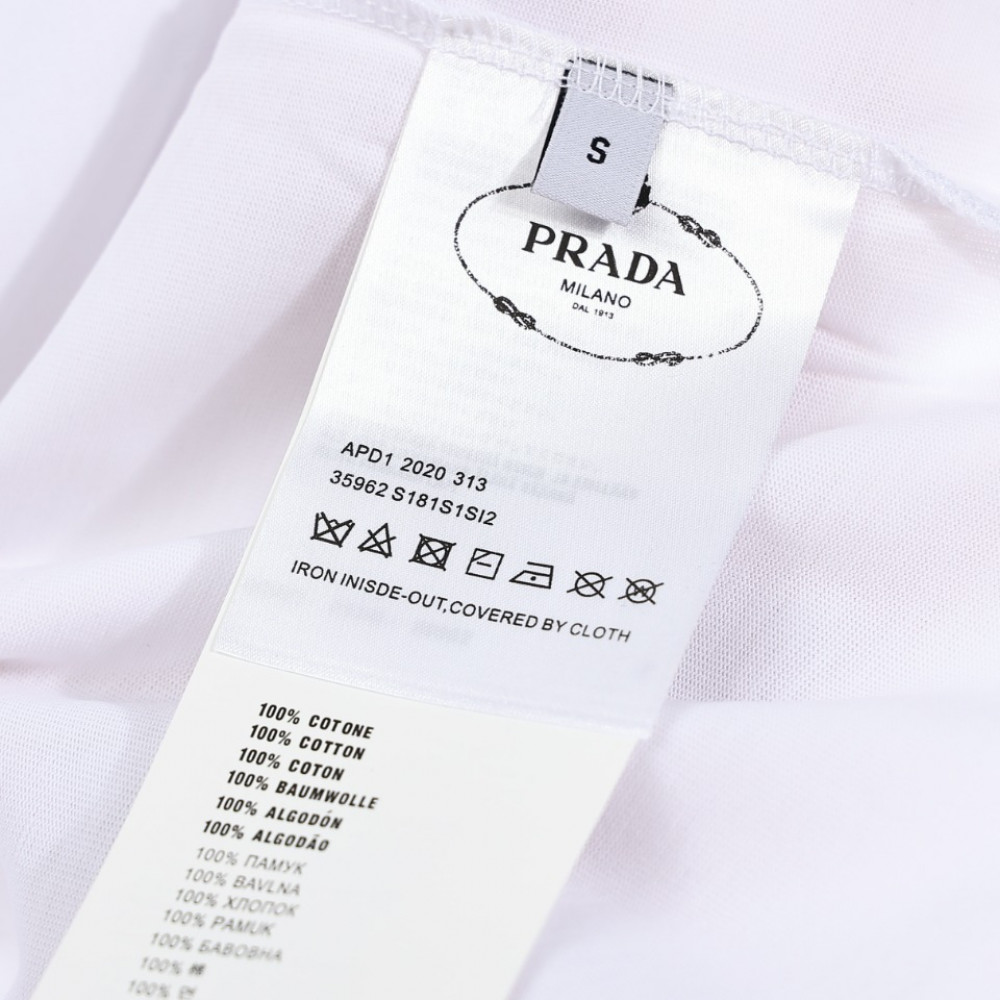 S
PRADA
MILANO
DAL 1913
APD1 2020 313
35962 S181S1SI2
IRON INISDE-OUT,COVERED BY CLOTH
100% COTONE
100% COTTON
100% COTON
100% BAUMWOLLE
100% ALGODÓN
100% ALGODÃO
100% ПАМУК
100% BAVLNA
100% ХЛОПОК
100% PAMUK
100% БАВОВНА
100% 棉
100% 면